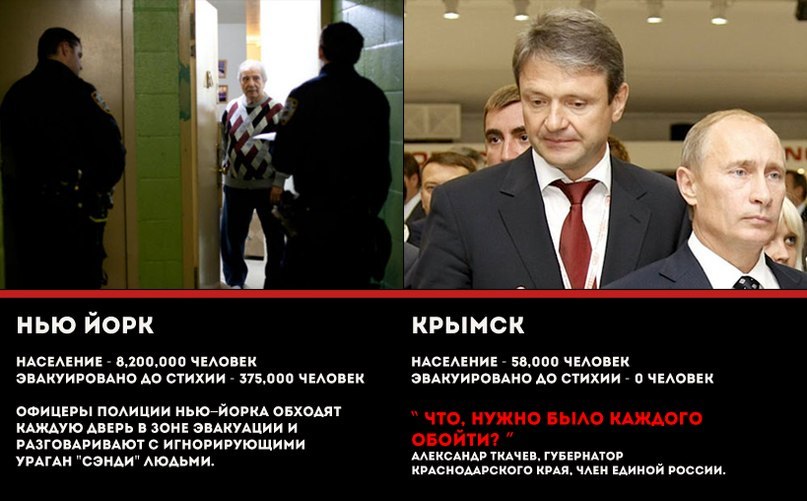 НЬЮ ЙОРК
НАСЕЛЕНИЕ - 8,200,000 ЧЕЛОВЕК
ЭВАКУИРОВАНО ДО СТИХИИ - 375,000 ЧЕЛОВЕК
ОФИЦЕРЫ ПОЛИЦИИ НЬЮ-ЙОРКА ОБХОДЯТ
КАЖДУЮ ДВЕРЬ В ЗОНЕ ЭВАКУАЦИИ И
РАЗГОВАРИВАЮТ С ИГНОРИРУЮЩИМИ
УРАГАН "СЭНДИ" ЛЮДЬМИ.
КРЫМСК
НАСЕЛЕНИЕ - 58,000 ЧЕЛОВЕК
ЭВАКУИРОВАНО ДО СТИХИИ - 0 ЧЕЛОВЕК
" ЧТО, НУЖНО БЫЛО КАЖДОГО
ОБОЙТИ? "
АЛЕКСАНДР ТКАЧЕВ, ГУБЕРНАТОР
КРАСНОДАРСКОГО КРАЯ, ЧЛЕН ЕДИНОЙ РОССИИ.